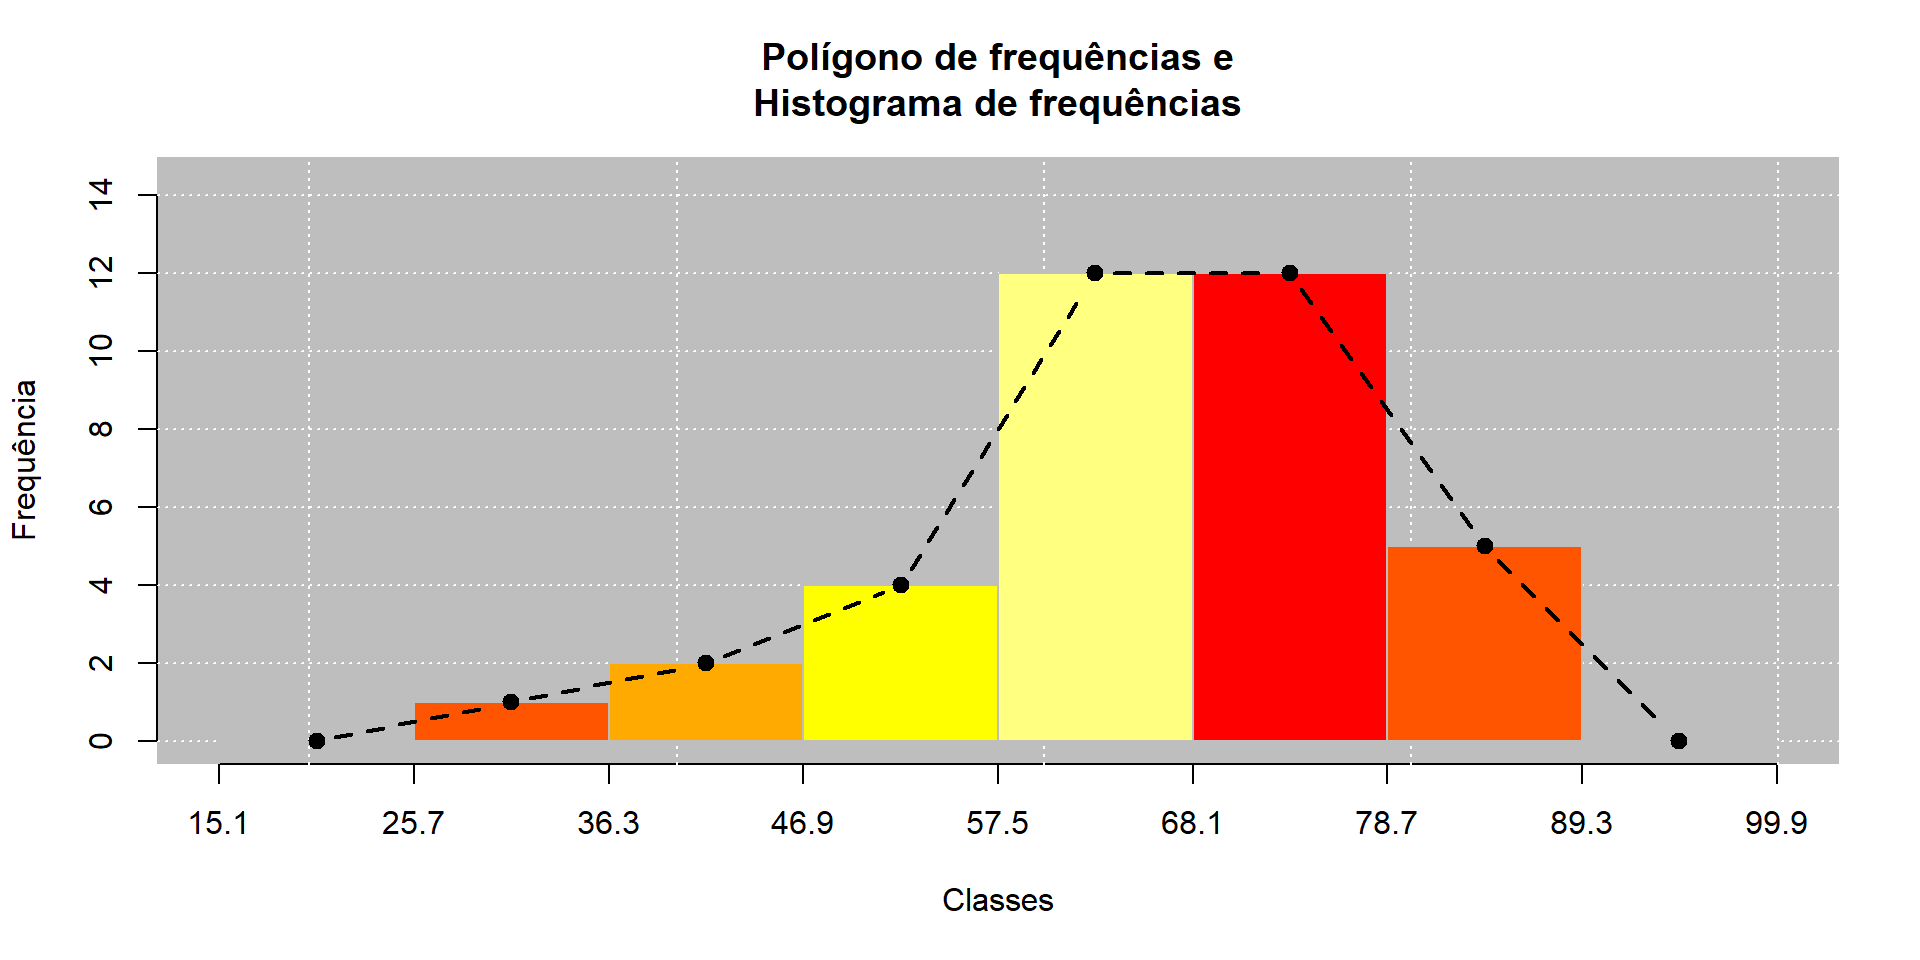 Polígono de frequências e
Histograma de frequências
Frequência
14
12
10
8
6
4
2
0
15.1 25.7 36.3 46.9 57.5 68.1 78.7 89.3 99.9
Classes